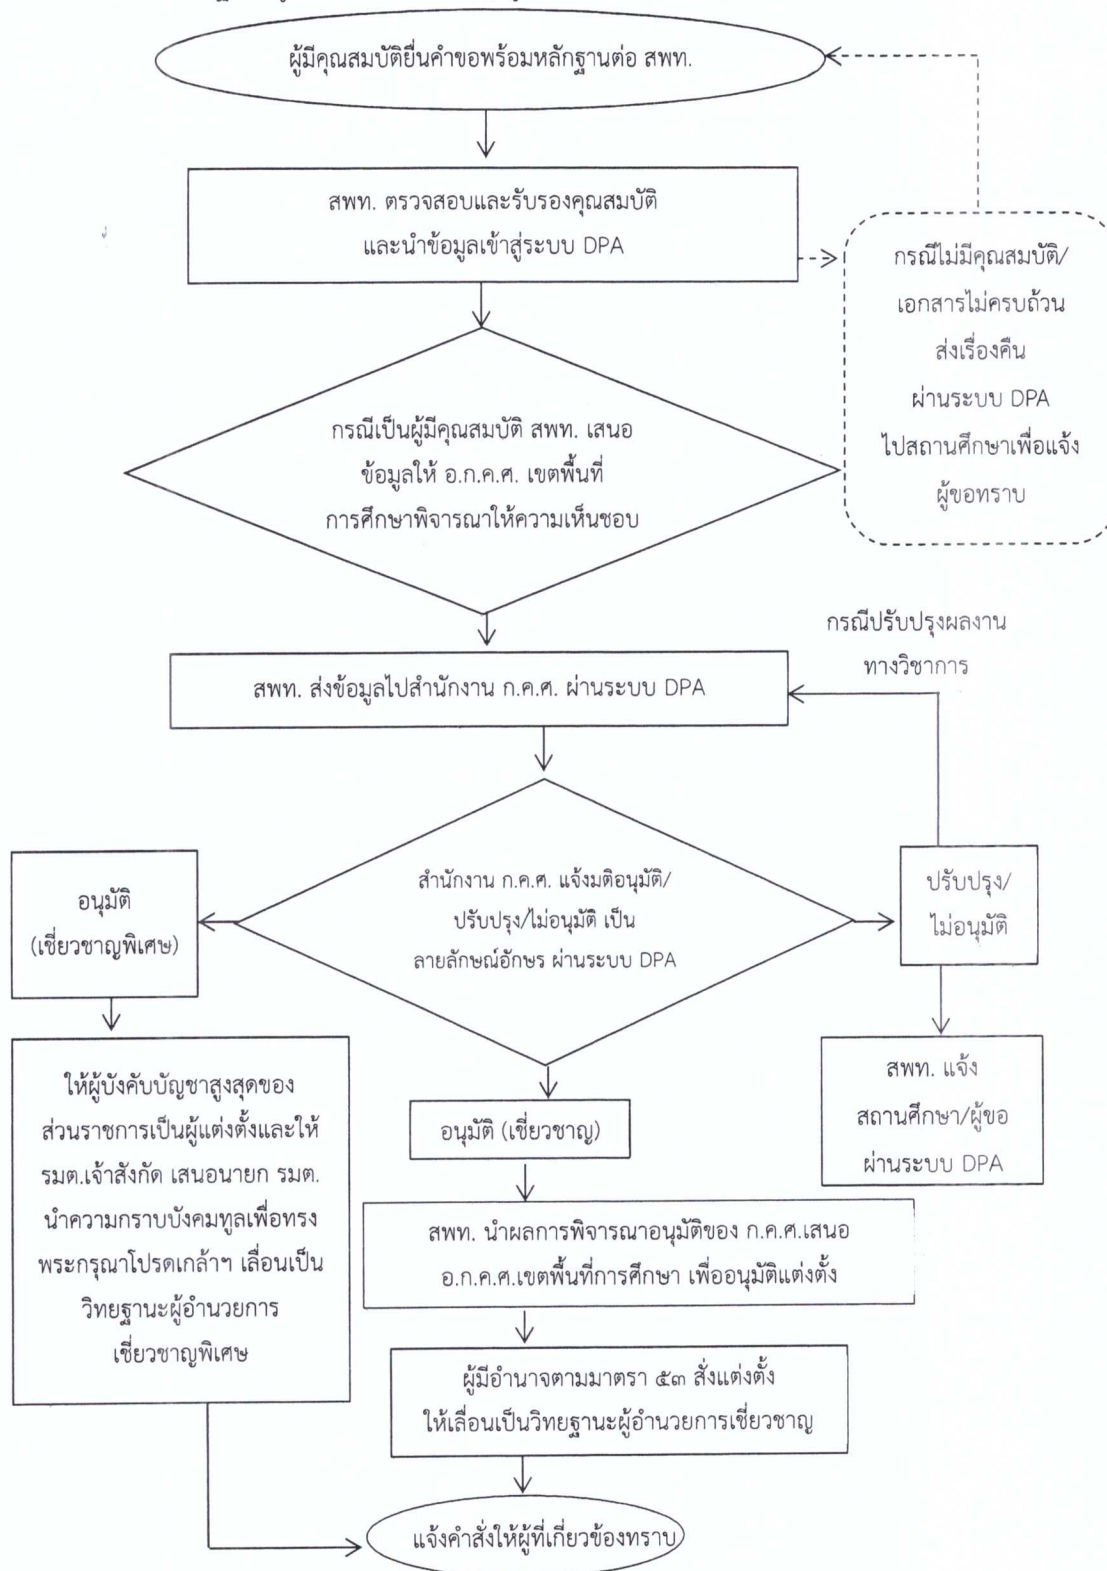 ผู้มีคุณสมบัติยื่นคำขอพร้อมหลักฐานต่อ สพท.
สพท. ตรวจสอบและรับรองคุณสมบัติ
และนำข้อมูลเข้าสู่ระบบ DPA
กรณีไม่มีคุณสมบัติ/
เอกสารไม่ครบถ้วน
ส่งเรื่องคืน
ผ่านระบบ DPA
ไปสถานศึกษาเพื่อแจ้ง
ผู้ขอทราบ
กรณีเป็นผู้มีคุณสมบัติ สพท. เสนอ
ข้อมูลให้ อ.ก.ค.ศ. เขตพื้นที่
การศึกษาพิจารณาให้ความเห็นชอบ
กรณีปรับปรุงผลงาน
ทางวิชาการ
สพท. ส่งข้อมูลไปสำนักงาน ก.ค.ศ. ผ่านระบบ DPA
สำนักงาน ก.ค.ศ. แจ้งมติอนุมัติ/
ปรับปรุง/ไม่อนุมัติ เป็น
ลายลักษณ์อักษร ผ่านระบบ DPA
อนุมัติ
(เชี่ยวชาญพิเศษ)
ปรับปรุง/
ไม่อนุมัติ
ให้ผู้บังคับบัญชาสูงสุดของ
ส่วนราชการเป็นผู้แต่งตั้งและให้
รมต.เจ้าสังกัด เสนอนายก รมต.
นำความกราบบังคมทูลเพื่อทรง
พระกรุณาโปรดเกล้าฯ เลื่อนเป็น
วิทยฐานะผู้อำนวยการ
เชี่ยวชาญพิเศษ
สพท. แจ้ง
สถานศึกษา/ผู้ขอ
ผ่านระบบ DPA
อนุมัติ (เชี่ยวชาญ)
สพท. นำผลการพิจารณาอนุมัติของ ก.ค.ศ.เสนอ
อ.ก.ค.ศ.เขตพื้นที่การศึกษา เพื่ออนุมัติแต่งตั้ง
ผู้มีอำนาจตามมาตรา ๕๓ สั่งแต่งตั้ง
ให้เลื่อนเป็นวิทยฐานะผู้อำนวยการเชี่ยวชาญ
แจ้งคำสั่งให้ผู้ที่เกี่ยวข้องทราบ